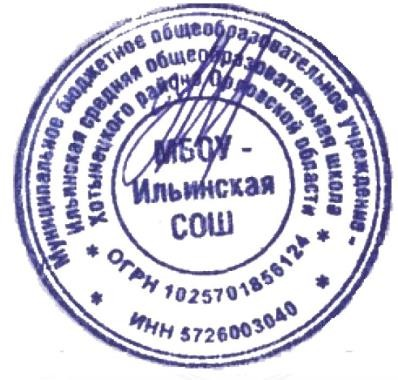 Муниципальное бюджетное общеобразовательное учреждение -
Ильинская средняя общеобразовательная школа
Хотынецкого района Орловской области
МБОУ -
Ильинская
СОШ
* ОГРН 1025701856124 *
* ИНН 5726003040 *